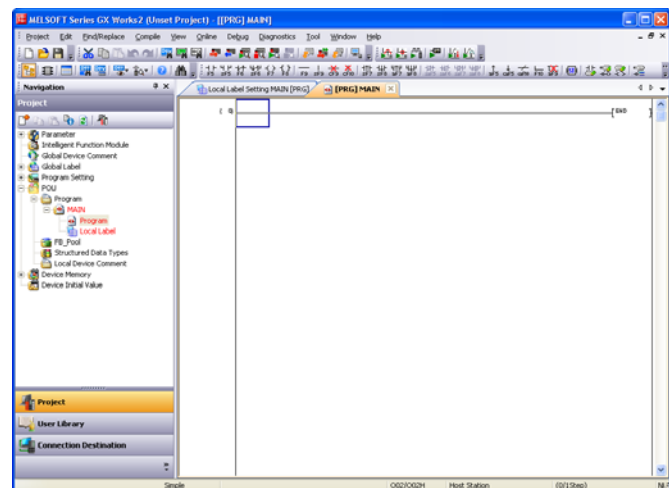 MELSOFT Series GX Works2 (Unset Project) - [[PRG] MAIN]
Project Edit Find/Replace Compile View Online Debug Diagnostics Tool Window Help
Navigation
Local Label Setting MAIN [PRG]
[PRG] MAIN
Project
( 0)
[END ]
Parameter
Intelligent Function Module
Global Device Comment
Global Label
Program Setting
POU
Program
MAIN
Program
Local Label
FB_Pool
Structured Data Types
Local Device Comment
Device Memory
Device Initial Value
Project
User Library
Connection Destination
Simple Q02/Q02H Host Station (0/1Step)